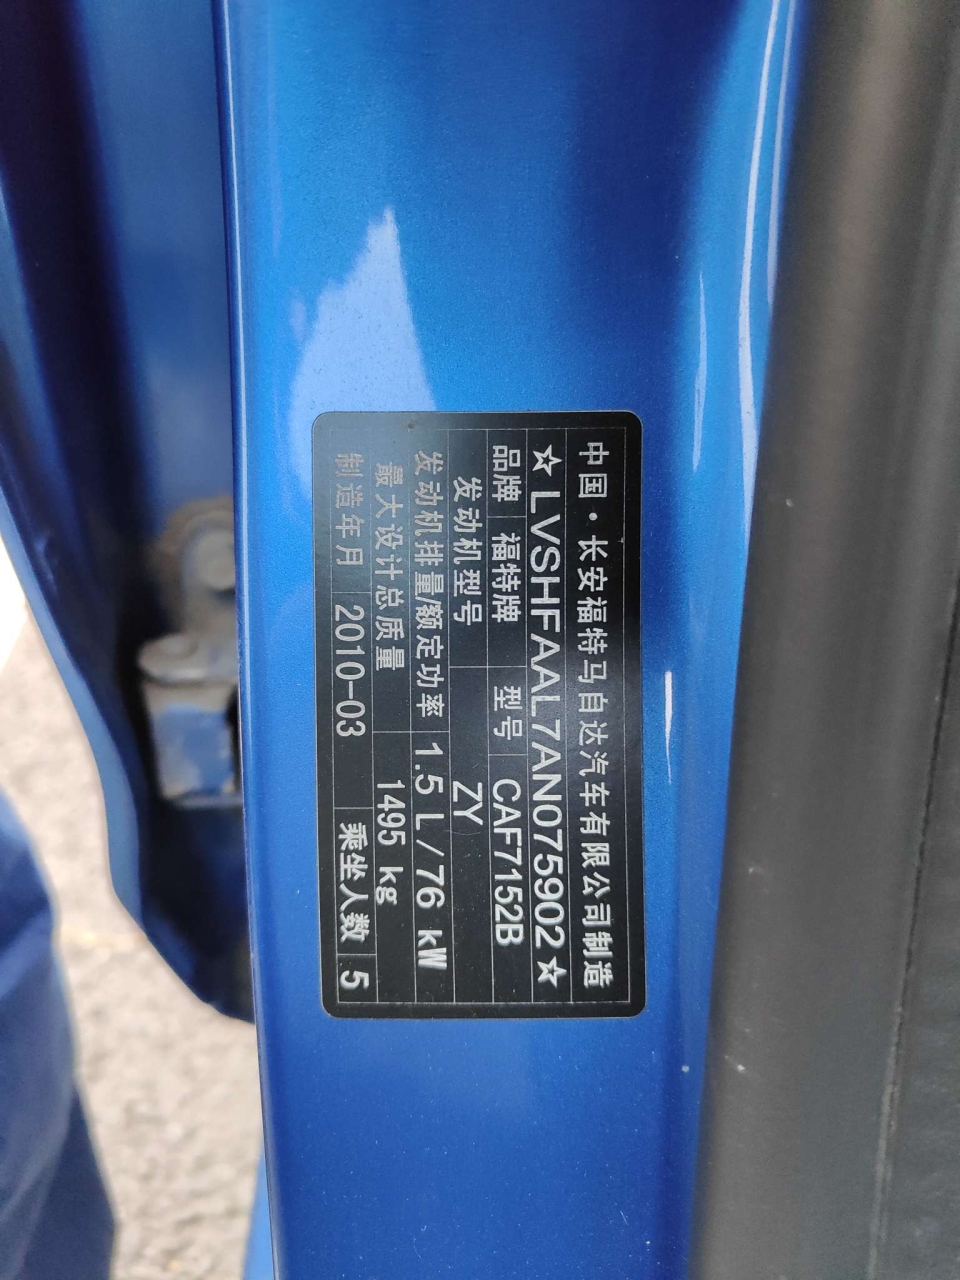 中国·长安福特马自达汽车有限公司制造
☆LVSHFAAL7AN075902☆
品牌 福特牌 型号 CAF7152B
发动机型号 ZY
发动机排量/额定功率 1.5 L/76 kW
最大设计总质量 1495 kg
制造年月 2010-03 乘坐人数 5